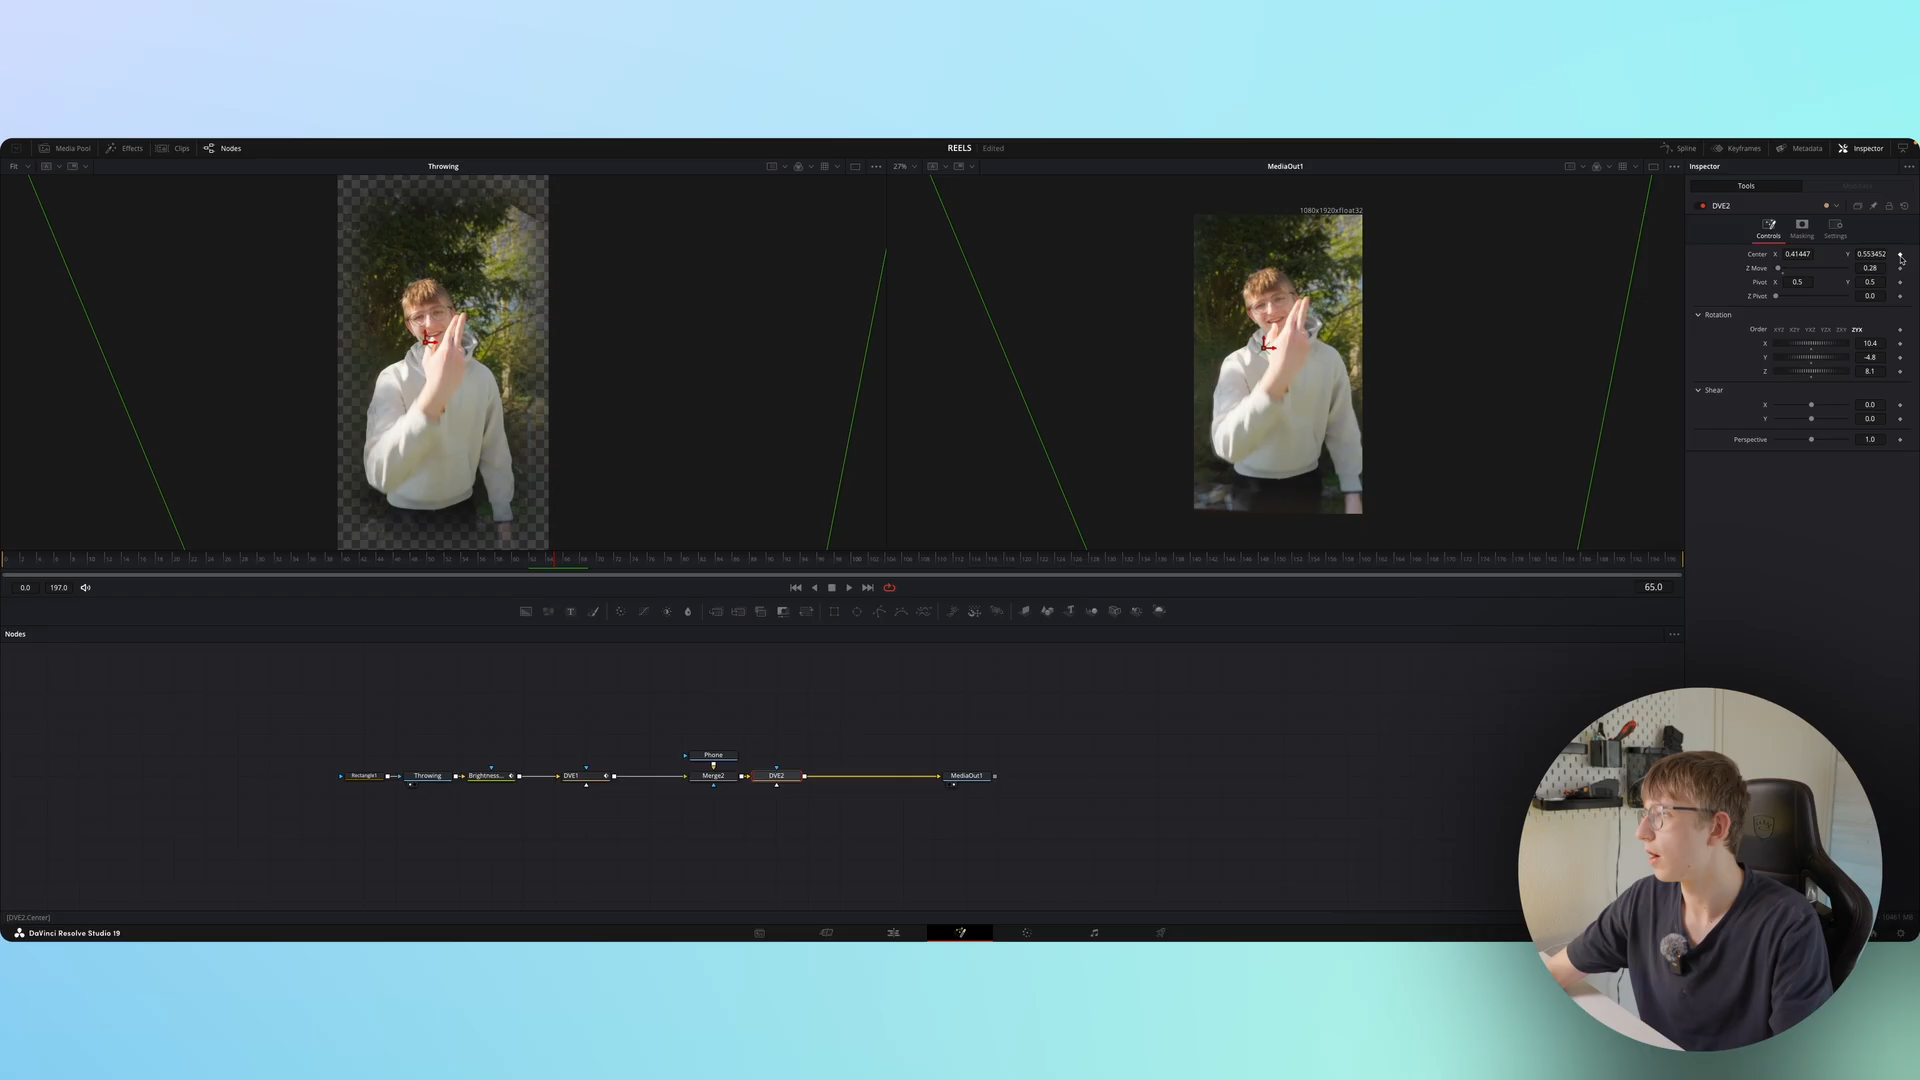 Media Pool Effects Clips Nodes REELS Edited Spline Keyframes Metadata Inspector
Fit Throwing 27% MediaOut1 Inspector
Tools
1080x1920xfloat32
DVE2
Controls Masking Settings
Center X 0.41447 Y 0.553452
Z Move 0.28
Pivot X 0.5 Y 0.5
Z Pivot 0.0
Rotation
Order XYZ XZY YXZ YZX ZXY ZYX
X 10.4
Y -4.8
Z 8.1
Shear
X 0.0
Y 0.0
Perspective 1.0
0.0 197.0 65.0
Nodes
Phone
Rectangle1 Throwing Brightness... DVE1 Merge2 DVE2 MediaOut1
[DVE2.Center] 10461 MB
DaVinci Resolve Studio 19